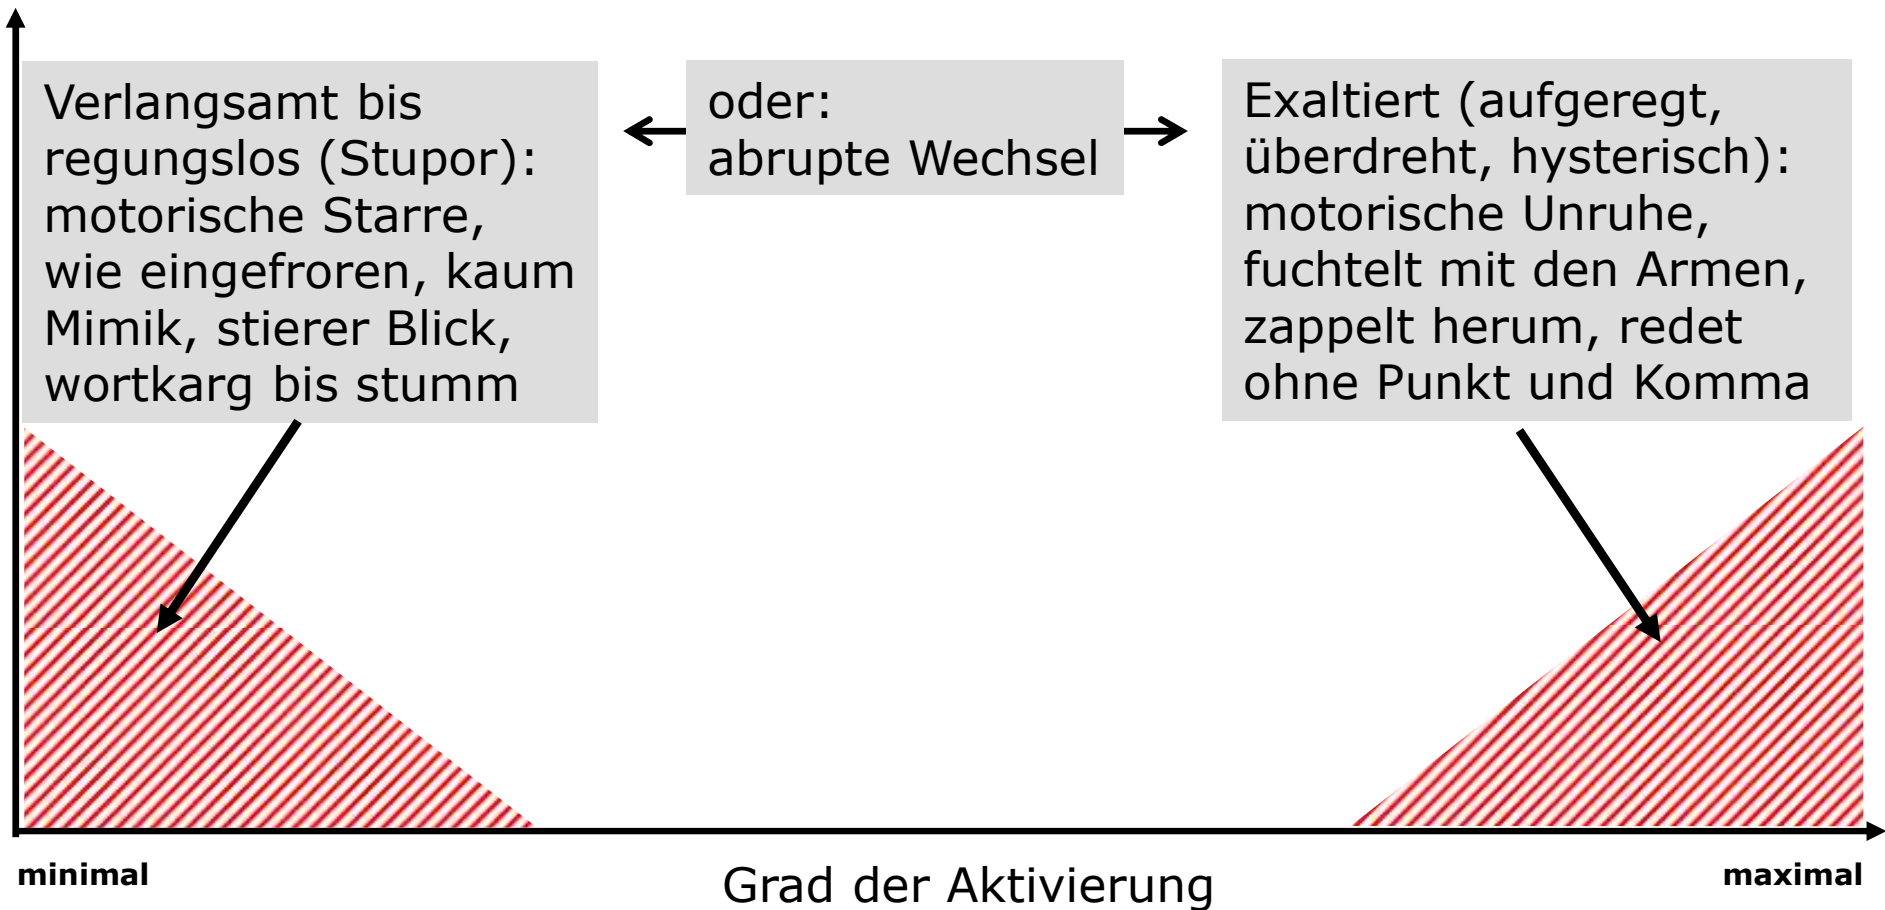 Verlangsamt bis
regungslos (Stupor):
motorische Starre,
wie eingefroren, kaum
Mimik, stierer Blick,
wortkarg bis stumm
oder:
abrupte Wechsel
Exaltiert (aufgeregt,
überdreht, hysterisch):
motorische Unruhe,
fuchtelt mit den Armen,
zappelt herum, redet
ohne Punkt und Komma
minimal
Grad der Aktivierung
maximal